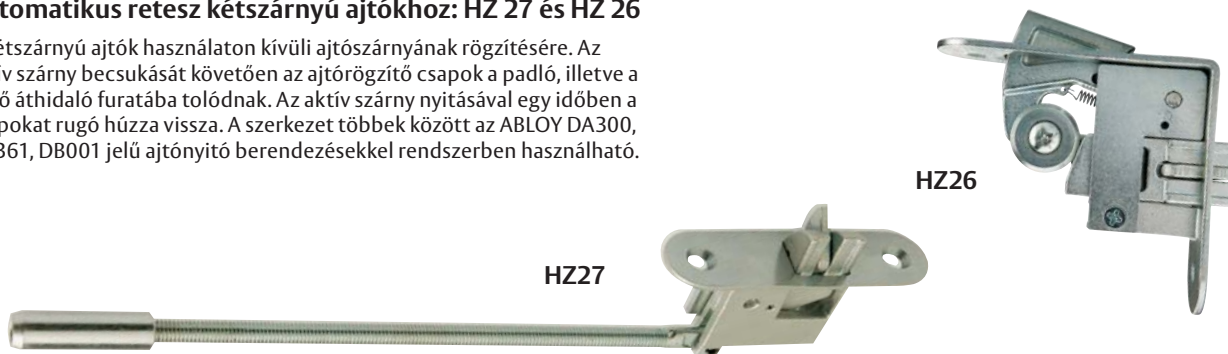 tomatikus retesz kétszárnyú ajtókhoz: HZ 27 és HZ 26
étszárnyú ajtók használaton kívüli ajtószárnyának rögzítésére. Az
ív szárny becsukását követően az ajtórögzítő csapok a padló, illetve a
ő áthidaló furatába tolódnak. Az aktív szárny nyitásával egy időben a
pokat rugó húzza vissza. A szerkezet többek között az ABLOY DA300,
361, DB001 jelű ajtónyitó berendezésekkel rendszerben használható.
HZ26
HZ27